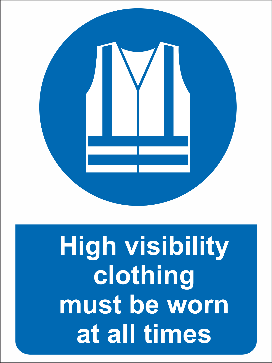 High visibility
clothing
must be worn
at all times